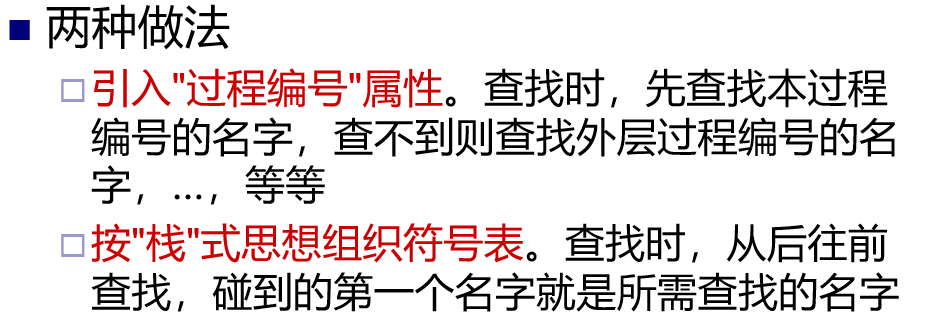 两种做法
引入"过程编号"属性。查找时，先查找本过程
编号的名字，查不到则查找外层过程编号的名
字，…，等等
按"栈"式思想组织符号表。查找时，从后往前
查找，碰到的第一个名字就是所需查找的名字